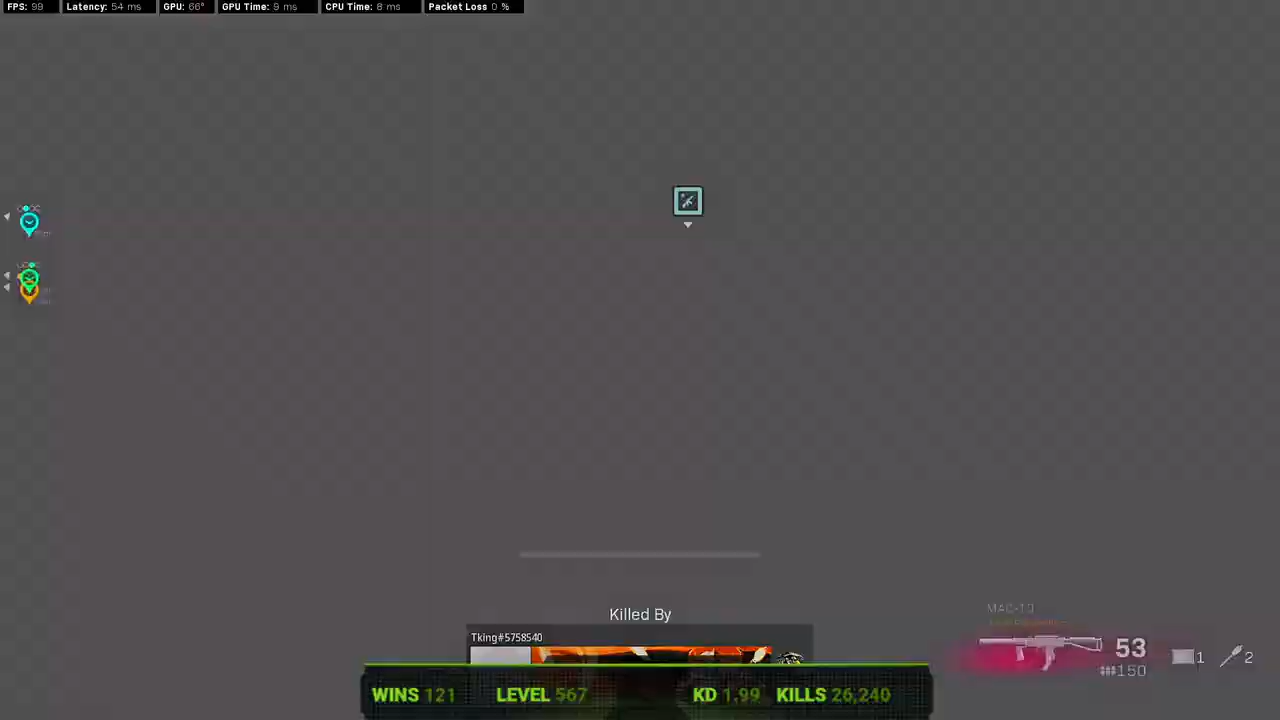 FPS: 99 Latency: 54 ms GPU: 66° GPU Time: 9 ms CPU Time: 8 ms Packet Loss 0 %
Killed By
Tking#5758540
MAC-10
53
150
1
2
WINS 121 LEVEL 567 KD 1.99 KILLS 26,240